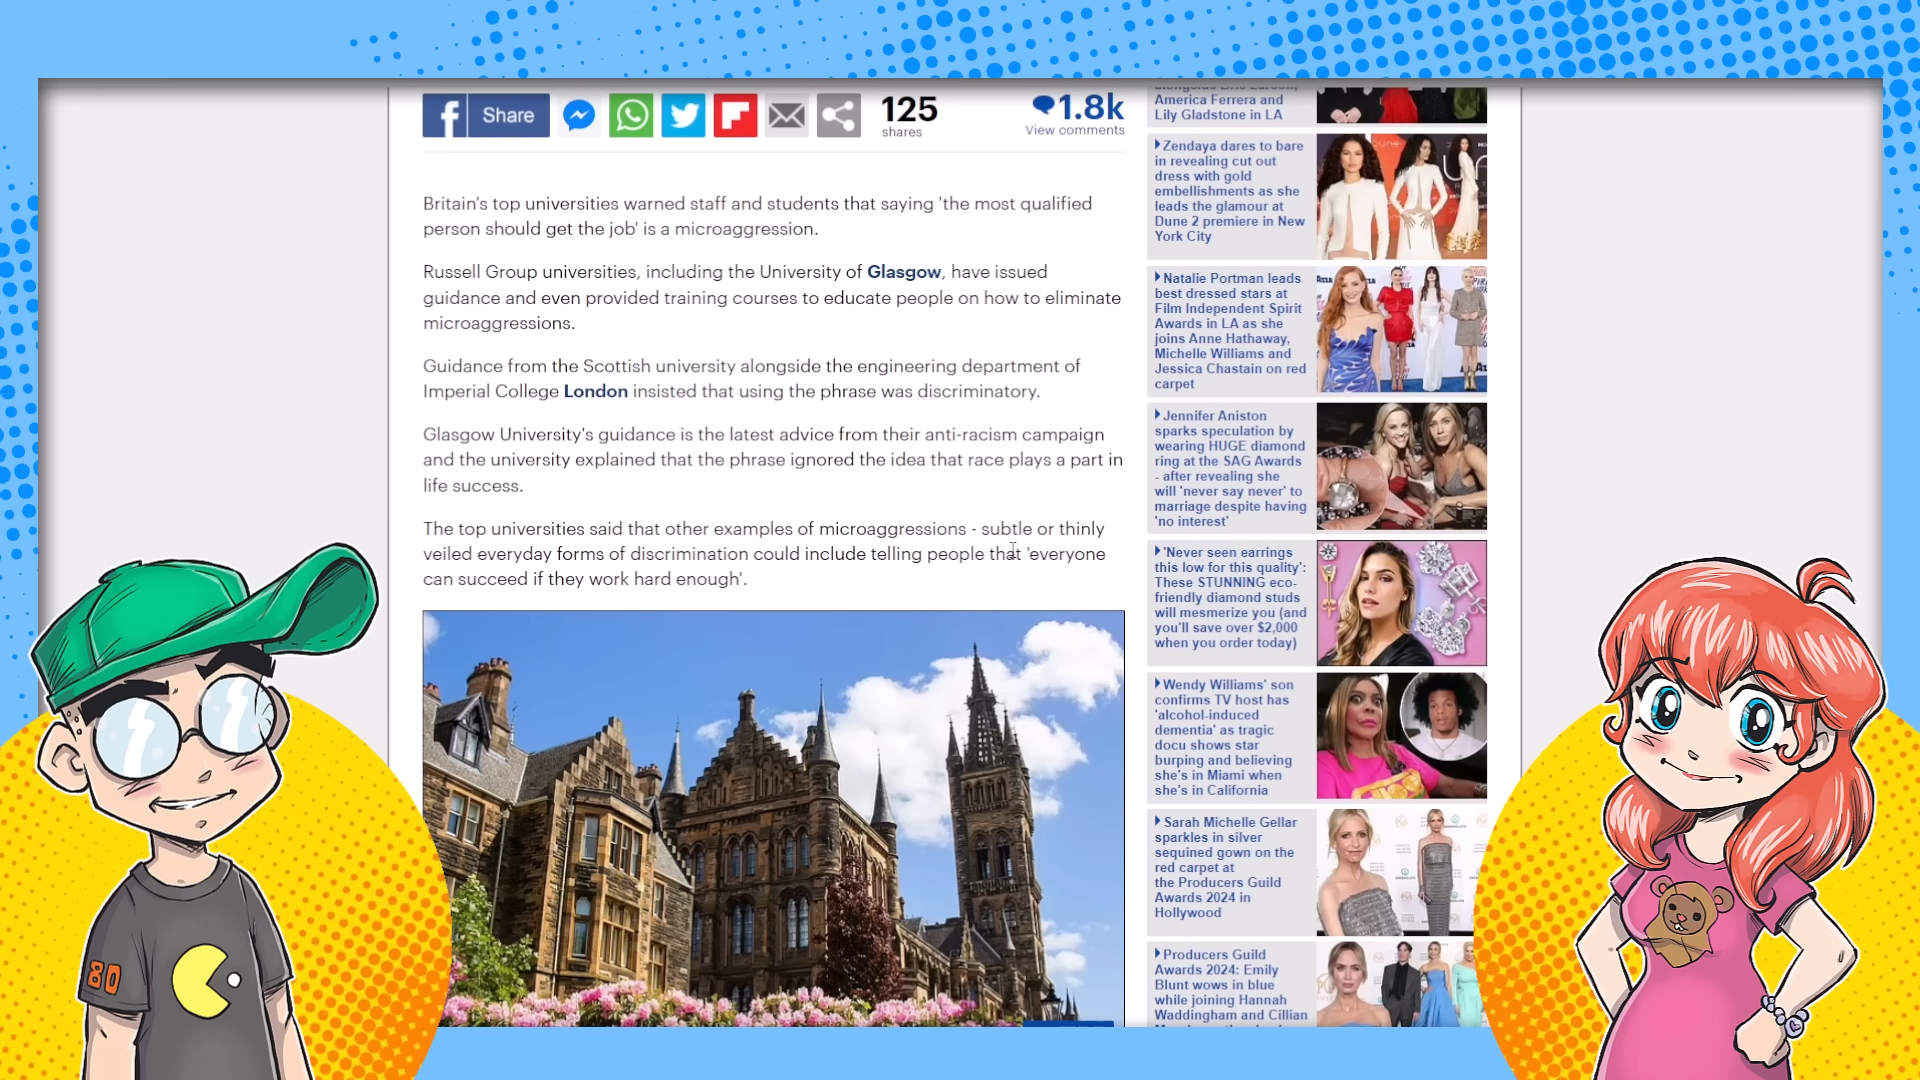 Share
125
shares
1.8k
View comments
Britain's top universities warned staff and students that saying 'the most qualified
person should get the job' is a microaggression.
Russell Group universities, including the University of Glasgow, have issued
guidance and even provided training courses to educate people on how to eliminate
microaggressions.
Guidance from the Scottish university alongside the engineering department of
Imperial College London insisted that using the phrase was discriminatory.
Glasgow University's guidance is the latest advice from their anti-racism campaign
and the university explained that the phrase ignored the idea that race plays a part in
life success.
The top universities said that other examples of microaggressions - subtle or thinly
veiled everyday forms of discrimination could include telling people that 'everyone
can succeed if they work hard enough'.
America Ferrera and
Lily Gladstone in LA
Zendaya dares to bare
in revealing cut out
dress with gold
embellishments as she
leads the glamour at
Dune 2 premiere in New
York City
Natalie Portman leads
best dressed stars at
Film Independent Spirit
Awards in LA as she
joins Anne Hathaway,
Michelle Williams and
Jessica Chastain on red
carpet
Jennifer Aniston
sparks speculation by
wearing HUGE diamond
ring at the SAG Awards
- after revealing she
will 'never say never' to
marriage despite having
'no interest'
'Never seen earrings
this low for this quality':
These STUNNING eco-
friendly diamond studs
will mesmerize you (and
you'll save over $2,000
when you order today)
Wendy Williams' son
confirms TV host has
'alcohol-induced
dementia' as tragic
docu shows star
burping and believing
she's in Miami when
she's in California
Sarah Michelle Gellar
sparkles in silver
sequined gown on the
red carpet at
the Producers Guild
Awards 2024 in
Hollywood
Producers Guild
Awards 2024: Emily
Blunt wows in blue
while joining Hannah
Waddingham and Cillian
80